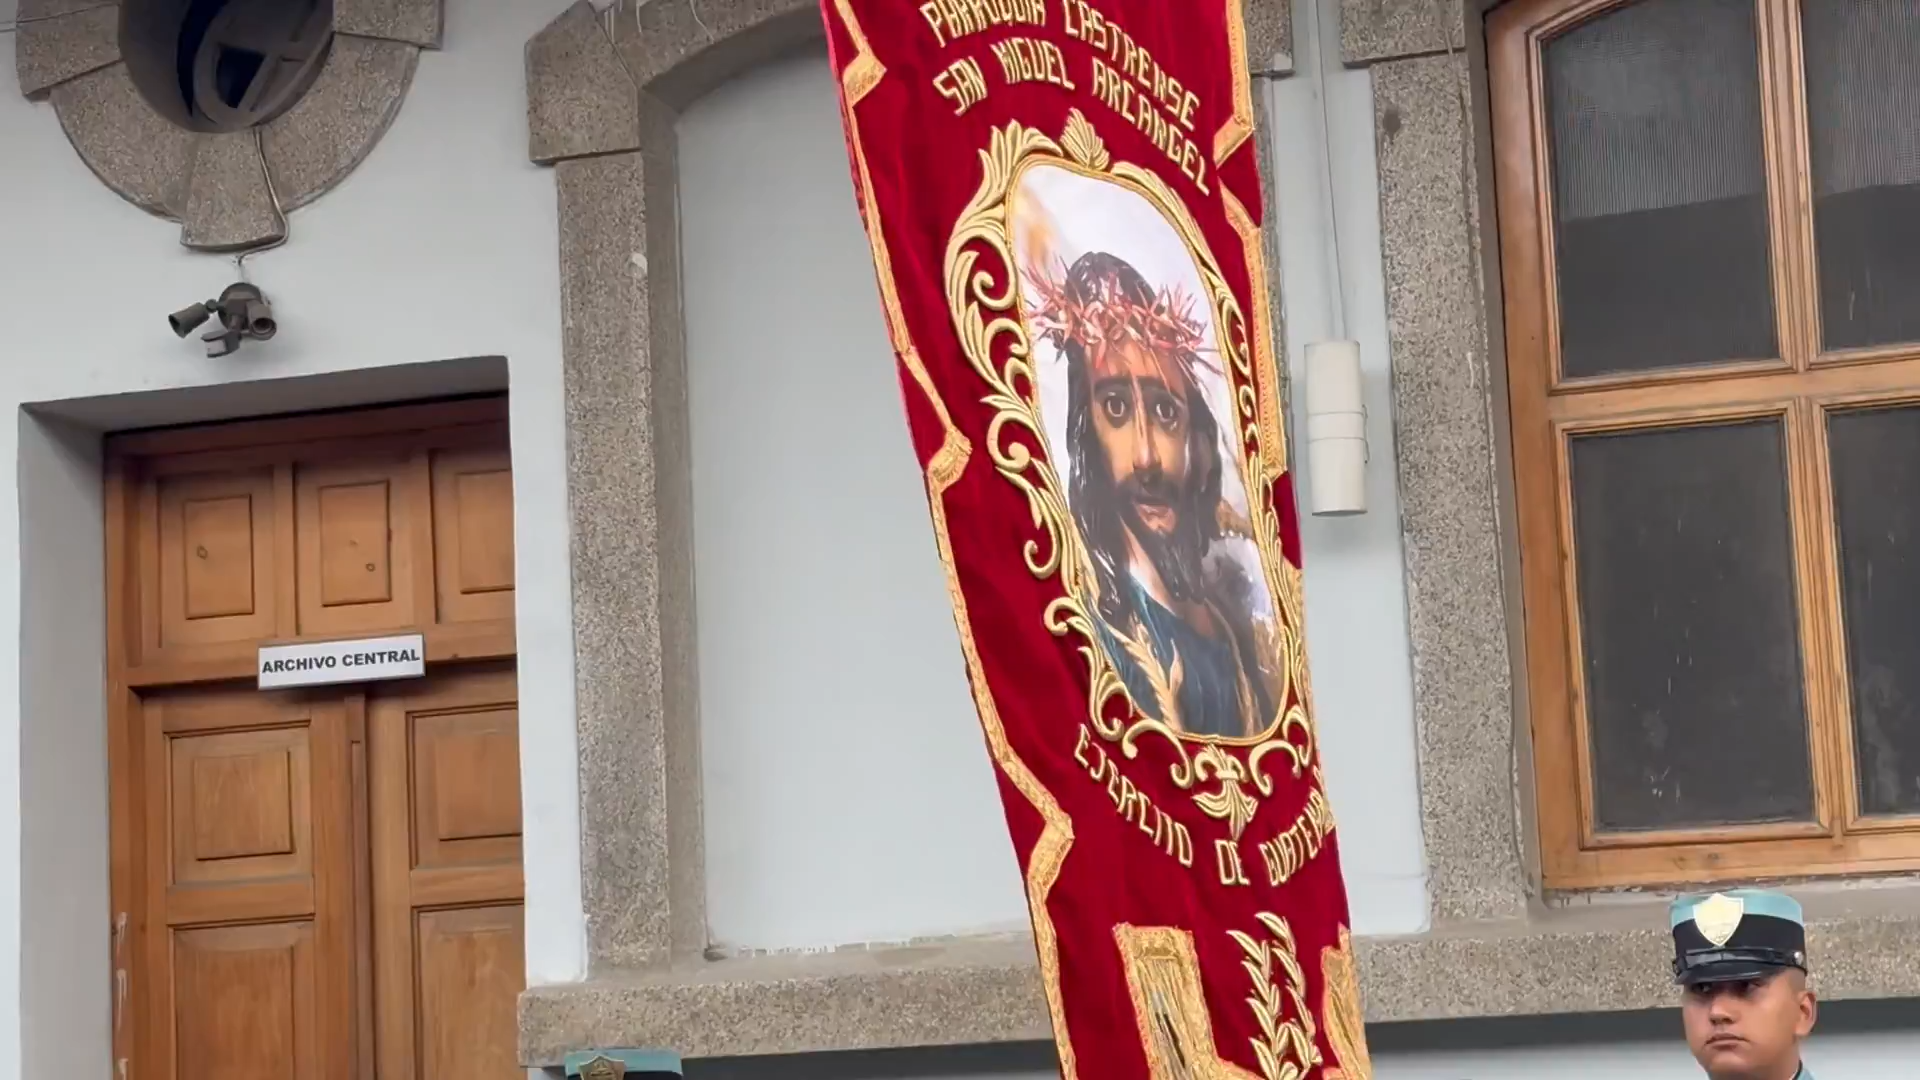 PARROQUIA CASTRENSE
SAN MIGUEL ARCANGEL
ARCHIVO CENTRAL
EJERCITO DE GUATEMALA